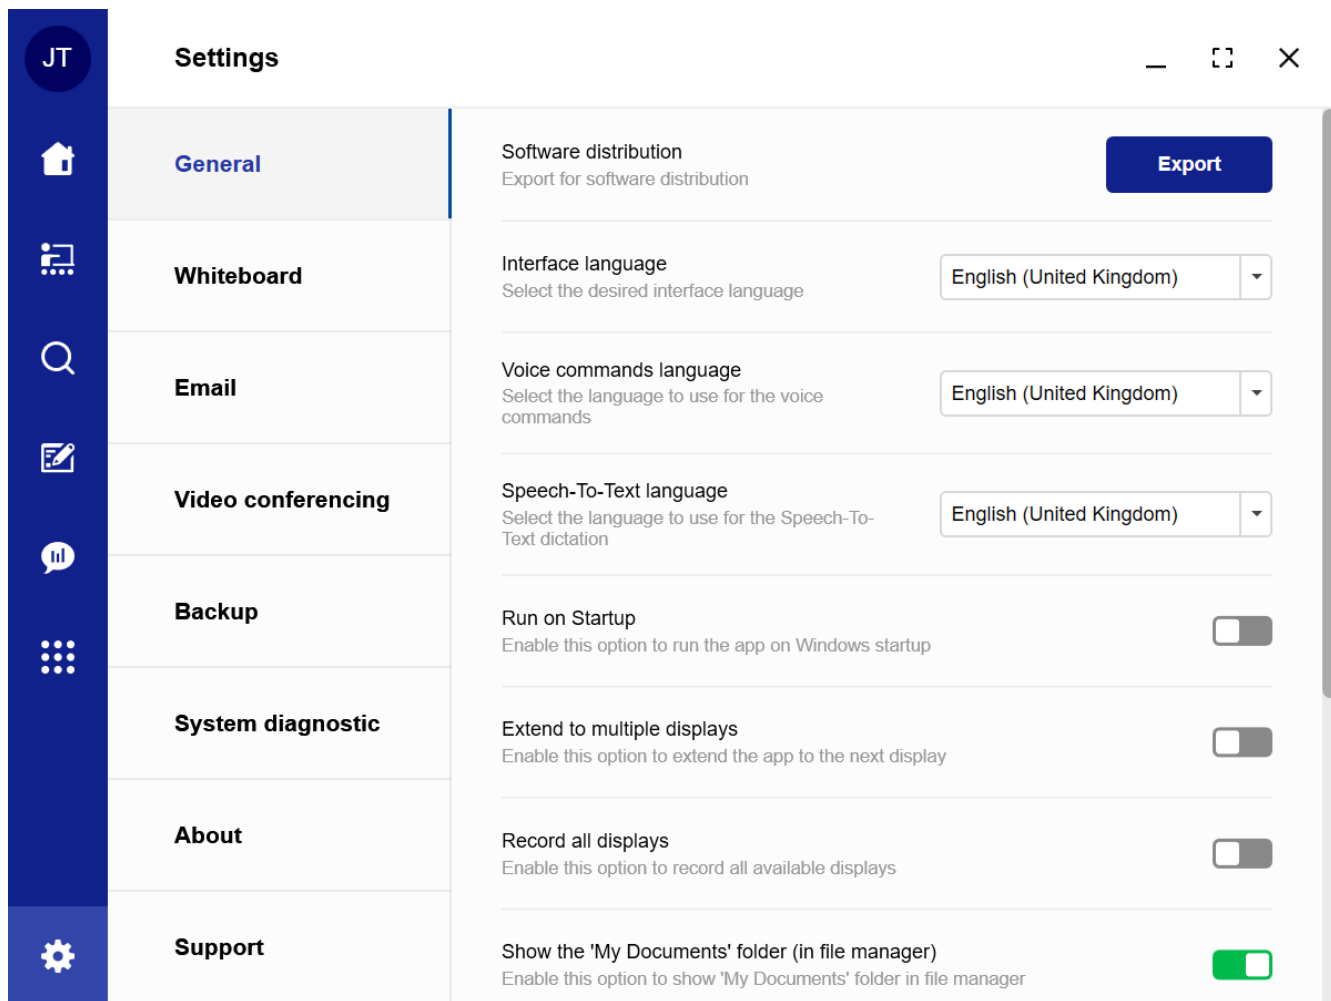 JT
Settings
General
Whiteboard
Email
Video conferencing
Backup
System diagnostic
About
Support
Software distribution
Export for software distribution
Export
Interface language
Select the desired interface language
English (United Kingdom)
Voice commands language
Select the language to use for the voice
commands
English (United Kingdom)
Speech-To-Text language
Select the language to use for the Speech-To-
Text dictation
English (United Kingdom)
Run on Startup
Enable this option to run the app on Windows startup
Extend to multiple displays
Enable this option to extend the app to the next display
Record all displays
Enable this option to record all available displays
Show the 'My Documents' folder (in file manager)
Enable this option to show 'My Documents' folder in file manager